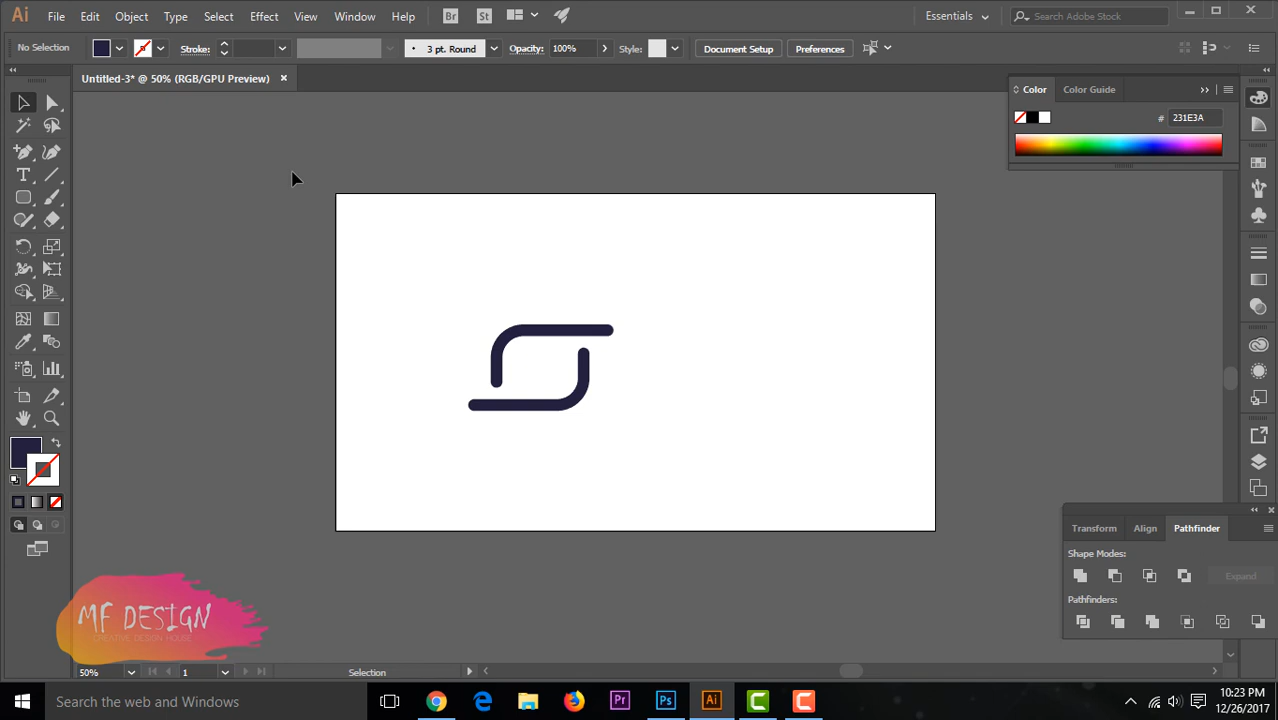 Ai File Edit Object Type Select Effect View Window Help Br St Essentials Search Adobe Stock
No Selection Stroke: 3 pt. Round Opacity: 100% Style: Document Setup Preferences
Untitled-3* @ 50% (RGB/GPU Preview)
Color Color Guide
# 231E3A
Transform Align Pathfinder
Shape Modes:
Expand
Pathfinders:
MF DESIGN
CREATIVE DESIGN HOUSE
50% 1 Selection
Search the web and Windows Pr Ps Ai
10:23 PM
12/26/2017